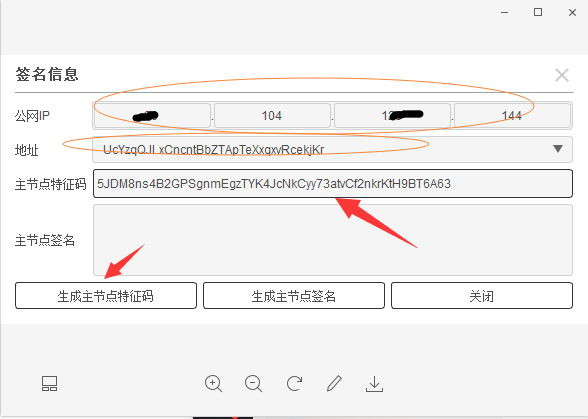 签名信息
公网IP . 104 . . 144
地址 UcYzqQJLxCncntBbZTApTeXxgxvRcekjKr
主节点特征码 5JDM8ns4B2GPSgnmEgzTYK4JcNkCyy73atvCf2nkrKtH9BT6A63
主节点签名
生成主节点特征码 生成主节点签名 关闭